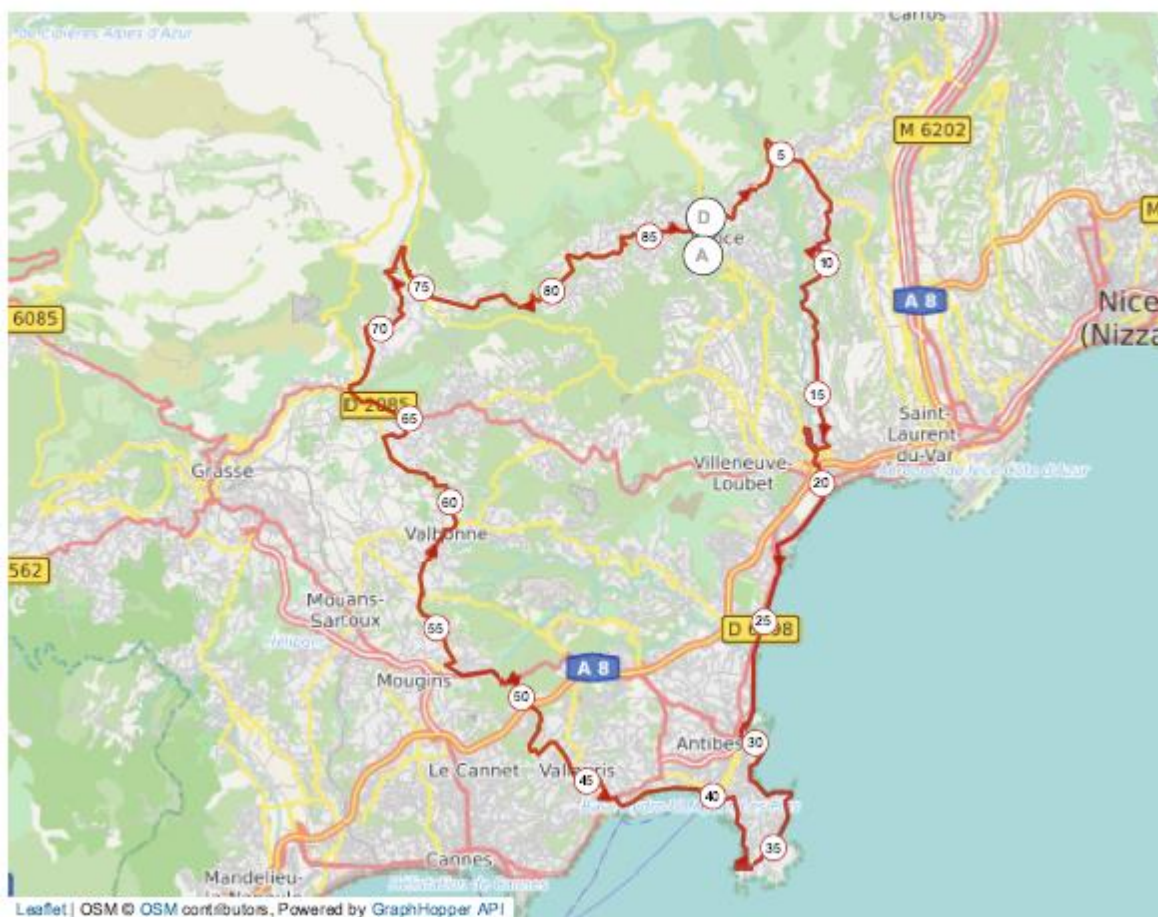 Carros
M 6202
5
D
A
85
10
75
80
A 8
6085
70
Nice
(Nizza
15
D 2085
65
Saint-
Laurent
du-Var
Grasse
Villeneuve-
Loubet
20
60
Valbonne
562
Mouans-
Sartoux
25
55
D 6098
A 8
Mougins
50
Antibes
30
Le Cannet
45
40
35
Cannes
Mandelieu-
Leaflet | OSM © OSM contributors, Powered by GraphHopper API